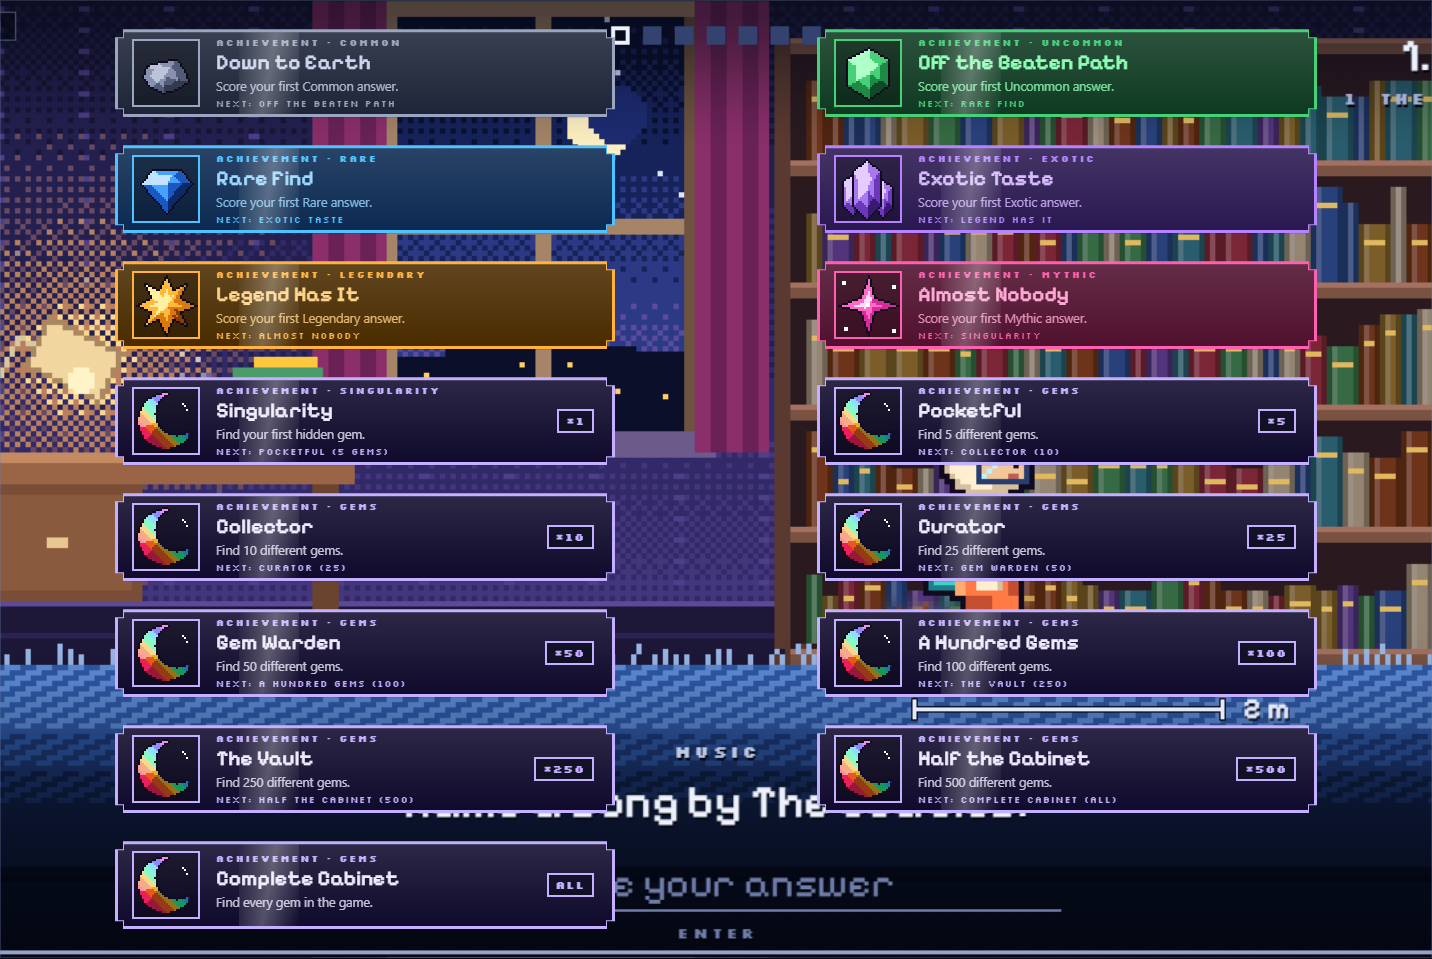 ACHIEVEMENT · COMMON
Down to Earth
Score your first Common answer.
NEXT: OFF THE BEATEN PATH
ACHIEVEMENT · UNCOMMON
Off the Beaten Path
Score your first Uncommon answer.
NEXT: RARE FIND
1.
1 THE
ACHIEVEMENT · RARE
Rare Find
Score your first Rare answer.
NEXT: EXOTIC TASTE
ACHIEVEMENT · EXOTIC
Exotic Taste
Score your first Exotic answer.
NEXT: LEGEND HAS IT
ACHIEVEMENT · LEGENDARY
Legend Has It
Score your first Legendary answer.
NEXT: ALMOST NOBODY
ACHIEVEMENT · MYTHIC
Almost Nobody
Score your first Mythic answer.
NEXT: SINGULARITY
ACHIEVEMENT · SINGULARITY
Singularity
Find your first hidden gem.
NEXT: POCKETFUL (5 GEMS)
×1
ACHIEVEMENT · GEMS
Pocketful
Find 5 different gems.
NEXT: COLLECTOR (10)
×5
ACHIEVEMENT · GEMS
Collector
Find 10 different gems.
NEXT: CURATOR (25)
×10
ACHIEVEMENT · GEMS
Curator
Find 25 different gems.
NEXT: GEM WARDEN (50)
×25
ACHIEVEMENT · GEMS
Gem Warden
Find 50 different gems.
NEXT: A HUNDRED GEMS (100)
×50
ACHIEVEMENT · GEMS
A Hundred Gems
Find 100 different gems.
NEXT: THE VAULT (250)
×100
2 m
MUSIC
ACHIEVEMENT · GEMS
The Vault
Find 250 different gems.
NEXT: HALF THE CABINET (500)
×250
ACHIEVEMENT · GEMS
Half the Cabinet
Find 500 different gems.
NEXT: COMPLETE CABINET (ALL)
×500
ong by The
ACHIEVEMENT · GEMS
Complete Cabinet
Find every gem in the game.
ALL
e your answer
ENTER